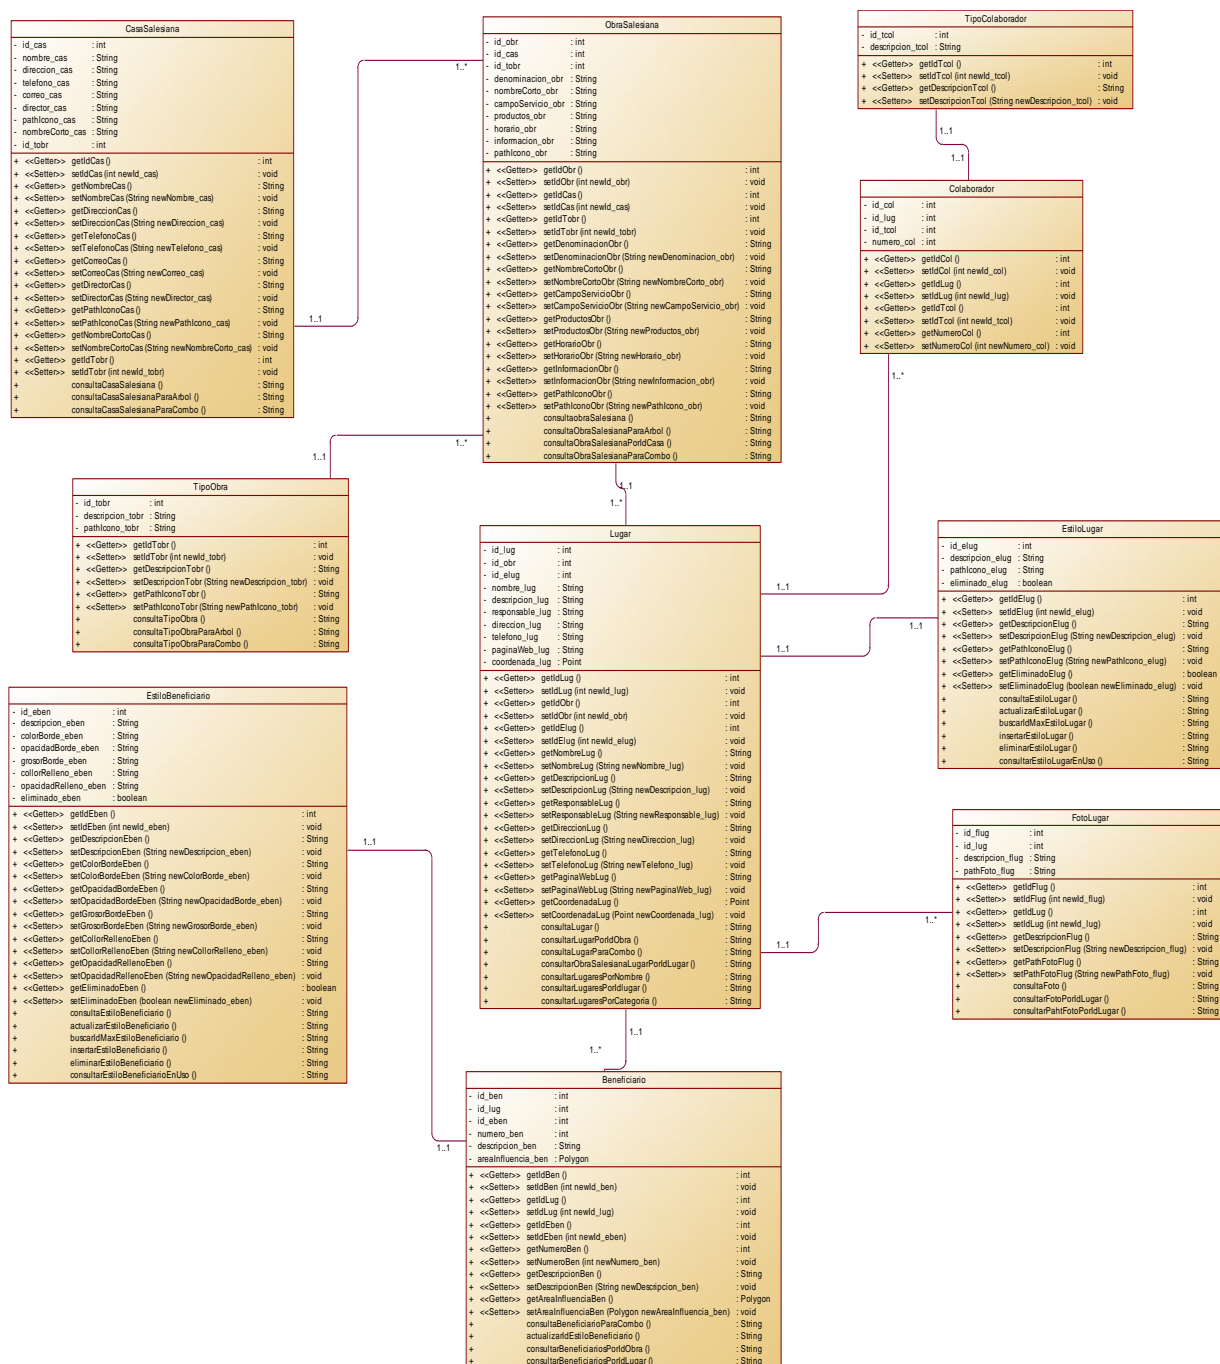 CasaSalesiana
- id_cas : int
- nombre_cas : String
- direccion_cas : String
- telefono_cas : String
- correo_cas : String
- director_cas : String
- pathIcono_cas : String
- nombreCorto_cas : String
- id_tobr : int
+ <<Getter>> getIdCas () : int
+ <<Setter>> setIdCas (int newId_cas) : void
+ <<Getter>> getNombreCas () : String
+ <<Setter>> setNombreCas (String newNombre_cas) : void
+ <<Getter>> getDireccionCas () : String
+ <<Setter>> setDireccionCas (String newDireccion_cas) : void
+ <<Getter>> getTelefonoCas () : String
+ <<Setter>> setTelefonoCas (String newTelefono_cas) : void
+ <<Getter>> getCorreoCas () : String
+ <<Setter>> setCorreoCas (String newCorreo_cas) : void
+ <<Getter>> getDirectorCas () : String
+ <<Setter>> setDirectorCas (String newDirector_cas) : void
+ <<Getter>> getPathIconoCas () : String
+ <<Setter>> setPathIconoCas (String newPathIcono_cas) : void
+ <<Getter>> getNombreCortoCas () : String
+ <<Setter>> setNombreCortoCas (String newNombreCorto_cas) : void
+ <<Getter>> getIdTobr () : int
+ <<Setter>> setIdTobr (int newId_tobr) : void
+ consultaCasaSalesiana () : String
+ consultaCasaSalesianaParaArbol () : String
+ consultaCasaSalesianaParaCombo () : String
1..1
1..*
ObraSalesiana
- id_obr : int
- id_cas : int
- id_tobr : int
- denominacion_obr : String
- nombreCorto_obr : String
- campoServicio_obr : String
- productos_obr : String
- horario_obr : String
- informacion_obr : String
- pathIcono_obr : String
+ <<Getter>> getIdObr () : int
+ <<Setter>> setIdObr (int newId_obr) : void
+ <<Getter>> getIdCas () : int
+ <<Setter>> setIdCas (int newId_cas) : void
+ <<Getter>> getIdTobr () : int
+ <<Setter>> setIdTobr (int newId_tobr) : void
+ <<Getter>> getDenominacionObr () : String
+ <<Setter>> setDenominacionObr (String newDenominacion_obr) : void
+ <<Getter>> getNombreCortoObr () : String
+ <<Setter>> setNombreCortoObr (String newNombreCorto_obr) : void
+ <<Getter>> getCampoServicioObr () : String
+ <<Setter>> setCampoServicioObr (String newCampoServicio_obr) : void
+ <<Getter>> getProductosObr () : String
+ <<Setter>> setProductosObr (String newProductos_obr) : void
+ <<Getter>> getHorarioObr () : String
+ <<Setter>> setHorarioObr (String newHorario_obr) : void
+ <<Getter>> getInformacionObr () : String
+ <<Setter>> setInformacionObr (String newInformacion_obr) : void
+ <<Getter>> getPathIconoObr () : String
+ <<Setter>> setPathIconoObr (String newPathIcono_obr) : void
+ consultaobraSalesiana () : String
+ consultaObraSalesianaParaArbol () : String
+ consultaObraSalesianaPorIdCasa () : String
+ consultaObraSalesianaParaCombo () : String
1..*
1..1
1..1
1..*
TipoColaborador
- id_tcol : int
- descripcion_tcol : String
+ <<Getter>> getIdTcol () : int
+ <<Setter>> setIdTcol (int newId_tcol) : void
+ <<Getter>> getDescripcionTcol () : String
+ <<Setter>> setDescripcionTcol (String newDescripcion_tcol) : void
1..1
1..1
Colaborador
- id_col : int
- id_lug : int
- id_tcol : int
- numero_col : int
+ <<Getter>> getIdCol () : int
+ <<Setter>> setIdCol (int newId_col) : void
+ <<Getter>> getIdLug () : int
+ <<Setter>> setIdLug (int newId_lug) : void
+ <<Getter>> getIdTcol () : int
+ <<Setter>> setIdTcol (int newId_tcol) : void
+ <<Getter>> getNumeroCol () : int
+ <<Setter>> setNumeroCol (int newNumero_col) : void
1..*
TipoObra
- id_tobr : int
- descripcion_tobr : String
- pathIcono_tobr : String
+ <<Getter>> getIdTobr () : int
+ <<Setter>> setIdTobr (int newId_tobr) : void
+ <<Getter>> getDescripcionTobr () : String
+ <<Setter>> setDescripcionTobr (String newDescripcion_tobr) : void
+ <<Getter>> getPathIconoTobr () : String
+ <<Setter>> setPathIconoTobr (String newPathIcono_tobr) : void
+ consultaTipoObra () : String
+ consultaTipoObraParaArbol () : String
+ consultaTipoObraParaCombo () : String
Lugar
- id_lug : int
- id_obr : int
- id_elug : int
- nombre_lug : String
- descripcion_lug : String
- responsable_lug : String
- direccion_lug : String
- telefono_lug : String
- paginaWeb_lug : String
- coordenada_lug : Point
+ <<Getter>> getIdLug () : int
+ <<Setter>> setIdLug (int newId_lug) : void
+ <<Getter>> getIdObr () : int
+ <<Setter>> setIdObr (int newId_obr) : void
+ <<Getter>> getIdElug () : int
+ <<Setter>> setIdElug (int newId_elug) : void
+ <<Getter>> getNombreLug () : String
+ <<Setter>> setNombreLug (String newNombre_lug) : void
+ <<Getter>> getDescripcionLug () : String
+ <<Setter>> setDescripcionLug (String newDescripcion_lug) : void
+ <<Getter>> getResponsableLug () : String
+ <<Setter>> setResponsableLug (String newResponsable_lug) : void
+ <<Getter>> getDireccionLug () : String
+ <<Setter>> setDireccionLug (String newDireccion_lug) : void
+ <<Getter>> getTelefonoLug () : String
+ <<Setter>> setTelefonoLug (String newTelefono_lug) : void
+ <<Getter>> getPaginaWebLug () : String
+ <<Setter>> setPaginaWebLug (String newPaginaWeb_lug) : void
+ <<Getter>> getCoordenadaLug () : Point
+ <<Setter>> setCoordenadaLug (Point newCoordenada_lug) : void
+ consultaLugar () : String
+ consultarLugarPorIdObra () : String
+ consultaLugarParaCombo () : String
+ consultarObraSalesianaLugarPorIdLugar () : String
+ consultarLugaresPorNombre () : String
+ consultarLugaresPorIdlugar () : String
+ consultarLugaresPorCategoria () : String
1..1
1..1
1..1
1..1
1..*
1..1
1..*
EstiloLugar
- id_elug : int
- descripcion_elug : String
- pathIcono_elug : String
- eliminado_elug : boolean
+ <<Getter>> getIdElug () : int
+ <<Setter>> setIdElug (int newId_elug) : void
+ <<Getter>> getDescripcionElug () : String
+ <<Setter>> setDescripcionElug (String newDescripcion_elug) : void
+ <<Getter>> getPathIconoElug () : String
+ <<Setter>> setPathIconoElug (String newPathIcono_elug) : void
+ <<Getter>> getEliminadoElug () : boolean
+ <<Setter>> setEliminadoElug (boolean newEliminado_elug) : void
+ consultaEstiloLugar () : String
+ actualizarEstiloLugar () : String
+ buscarIdMaxEstiloLugar () : String
+ insertarEstiloLugar () : String
+ eliminarEstiloLugar () : String
+ consultarEstiloLugarEnUso () : String
EstiloBeneficiario
- id_eben : int
- descripcion_eben : String
- colorBorde_eben : String
- opacidadBorde_eben : String
- grosorBorde_eben : String
- collorRelleno_eben : String
- opacidadRelleno_eben : String
- eliminado_eben : boolean
+ <<Getter>> getIdEben () : int
+ <<Setter>> setIdEben (int newId_eben) : void
+ <<Getter>> getDescripcionEben () : String
+ <<Setter>> setDescripcionEben (String newDescripcion_eben) : void
+ <<Getter>> getColorBordeEben () : String
+ <<Setter>> setColorBordeEben (String newColorBorde_eben) : void
+ <<Getter>> getOpacidadBordeEben () : String
+ <<Setter>> setOpacidadBordeEben (String newOpacidadBorde_eben) : void
+ <<Getter>> getGrosorBordeEben () : String
+ <<Setter>> setGrosorBordeEben (String newGrosorBorde_eben) : void
+ <<Getter>> getCollorRellenoEben () : String
+ <<Setter>> setCollorRellenoEben (String newCollorRelleno_eben) : void
+ <<Getter>> getOpacidadRellenoEben () : String
+ <<Setter>> setOpacidadRellenoEben (String newOpacidadRelleno_eben) : void
+ <<Getter>> getEliminadoEben () : boolean
+ <<Setter>> setEliminadoEben (boolean newEliminado_eben) : void
+ consultaEstiloBeneficiario () : String
+ actualizarEstiloBeneficiario () : String
+ buscarIdMaxEstiloBeneficiario () : String
+ insertarEstiloBeneficiario () : String
+ eliminarEstiloBeneficiario () : String
+ consultarEstiloBeneficiarioEnUso () : String
1..1
1..1
FotoLugar
- id_flug : int
- id_lug : int
- descripcion_flug : String
- pathFoto_flug : String
+ <<Getter>> getIdFlug () : int
+ <<Setter>> setIdFlug (int newId_flug) : void
+ <<Getter>> getIdLug () : int
+ <<Setter>> setIdLug (int newId_lug) : void
+ <<Getter>> getDescripcionFlug () : String
+ <<Setter>> setDescripcionFlug (String newDescripcion_flug) : void
+ <<Getter>> getPathFotoFlug () : String
+ <<Setter>> setPathFotoFlug (String newPathFoto_flug) : void
+ consultaFoto () : String
+ consultarFotoPorIdLugar () : String
+ consultarPahtFotoPorIdLugar () : String
Beneficiario
- id_ben : int
- id_lug : int
- id_eben : int
- numero_ben : int
- descripcion_ben : String
- areaInfluencia_ben : Polygon
+ <<Getter>> getIdBen () : int
+ <<Setter>> setIdBen (int newId_ben) : void
+ <<Getter>> getIdLug () : int
+ <<Setter>> setIdLug (int newId_lug) : void
+ <<Getter>> getIdEben () : int
+ <<Setter>> setIdEben (int newId_eben) : void
+ <<Getter>> getNumeroBen () : int
+ <<Setter>> setNumeroBen (int newNumero_ben) : void
+ <<Getter>> getDescripcionBen () : String
+ <<Setter>> setDescripcionBen (String newDescripcion_ben) : void
+ <<Getter>> getAreaInfluenciaBen () : Polygon
+ <<Setter>> setAreaInfluenciaBen (Polygon newAreaInfluencia_ben) : void
+ consultaBeneficiarioParaCombo () : String
+ actualizarIdEstiloBeneficiario () : String
+ consultarBeneficiariosPorIdObra () : String
+ consultarBeneficiariosPorIdLugar () : String